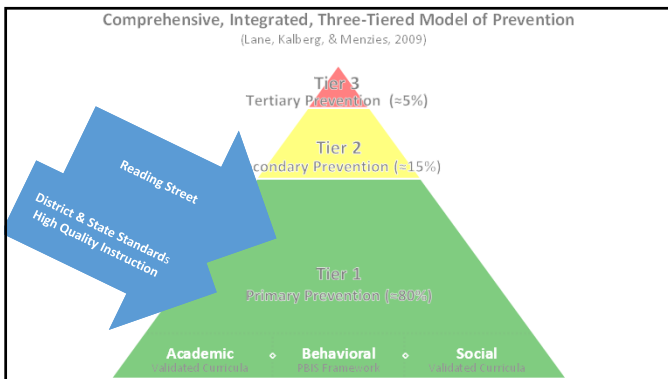 Comprehensive, Integrated, Three-Tiered Model of Prevention
(Lane, Kalberg, & Menzies, 2009)
Tier 3
Tertiary Prevention (≈5%)
Tier 2
econdary Prevention (≈15%)
Reading Street
District & State Standards
High Quality Instruction
Tier 1
Primary Prevention (≈80%)
Academic ◇ Behavioral ◇ Social
Validated Curricula PBIS Framework Validated Curricula